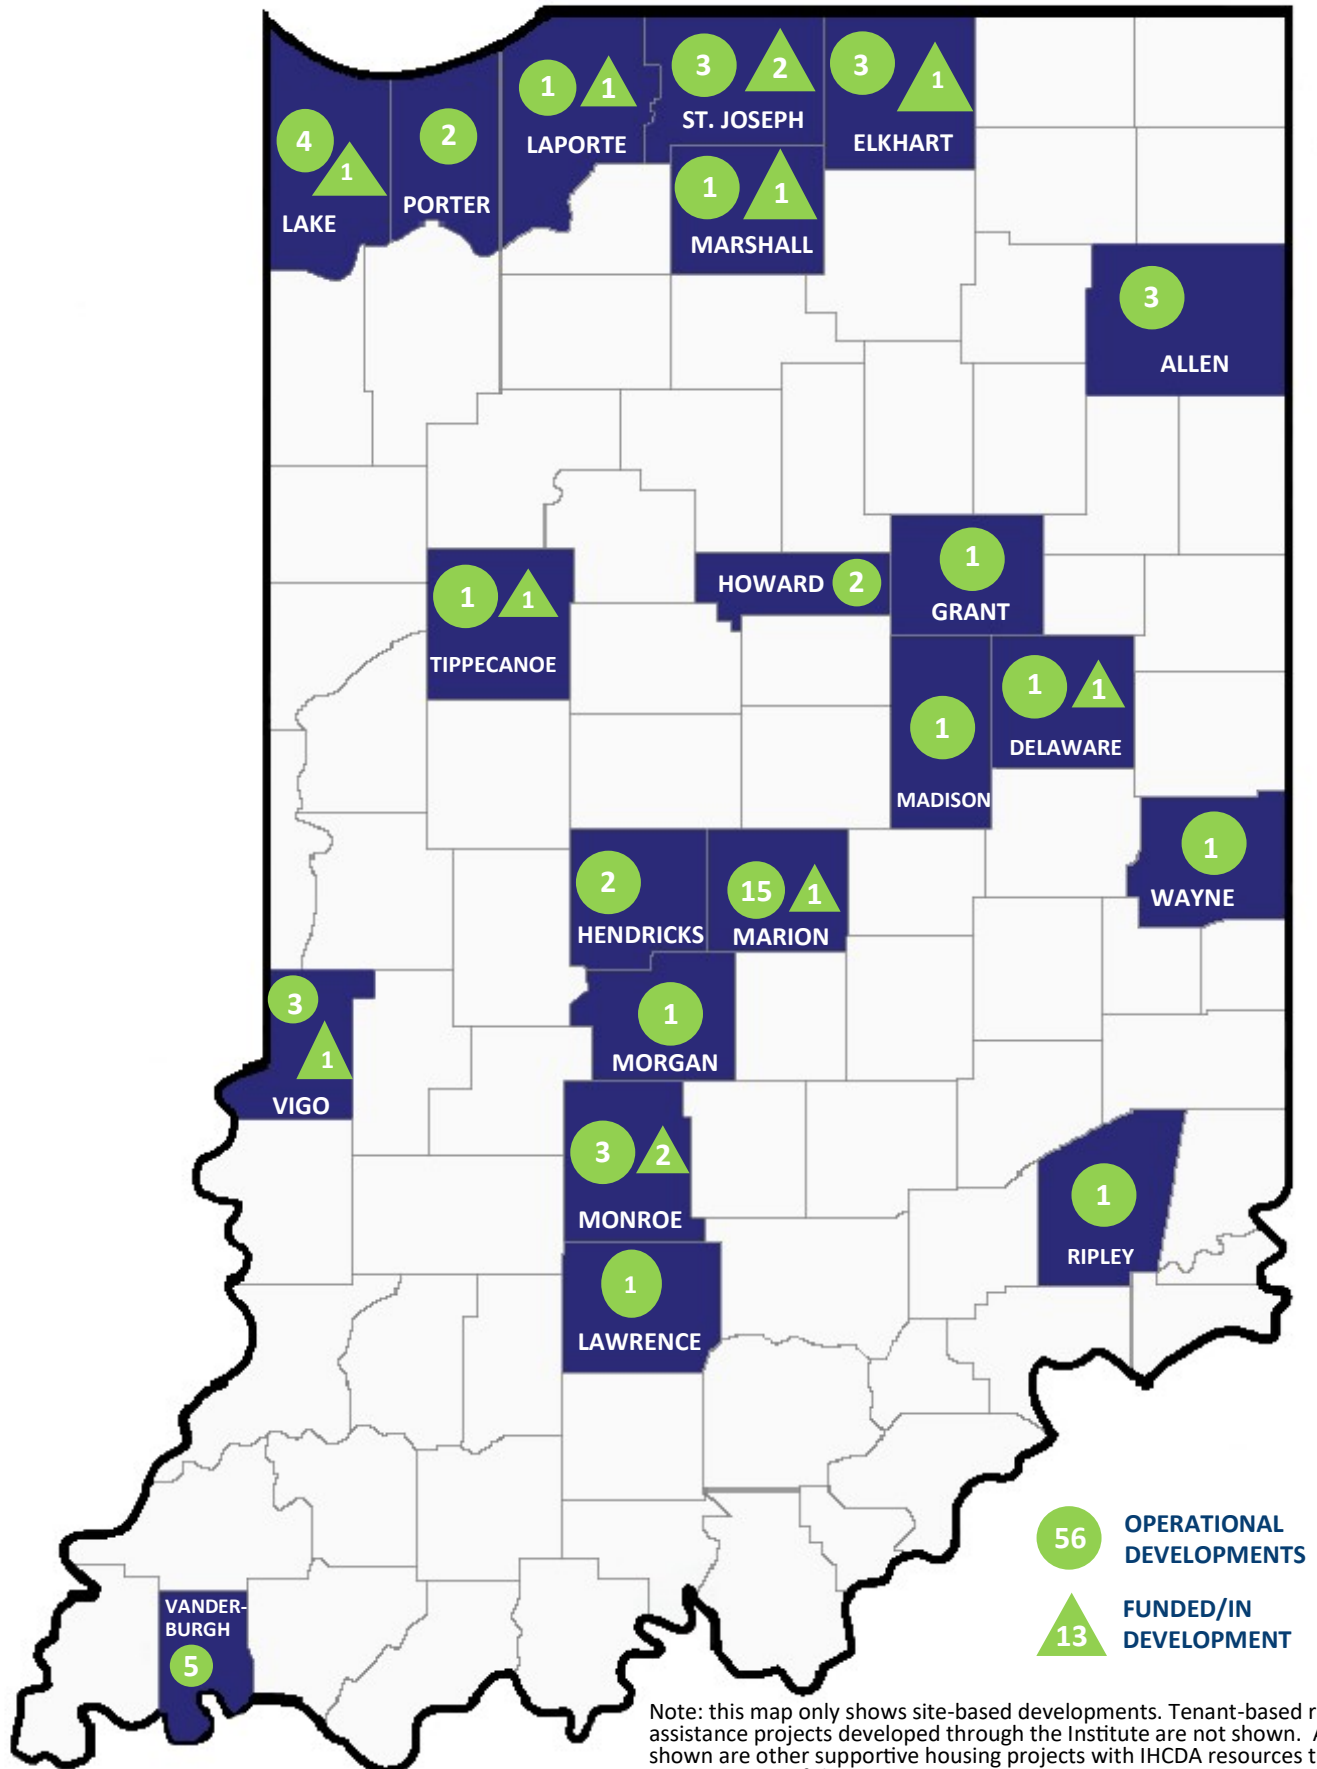 1 1
LAPORTE
3 2
ST. JOSEPH
3 1
ELKHART
4 1
LAKE
2
PORTER
1 1
MARSHALL
3
ALLEN
1 1
TIPPECANOE
HOWARD 2
1
GRANT
1
MADISON
1 1
DELAWARE
2
HENDRICKS
15 1
MARION
1
WAYNE
3
1
VIGO
1
MORGAN
3 2
MONROE
1
RIPLEY
1
LAWRENCE
VANDER-
BURGH
5
56 OPERATIONAL
DEVELOPMENTS
13 FUNDED/IN
DEVELOPMENT
Note: this map only shows site-based developments. Tenant-based r
assistance projects developed through the Institute are not shown. A
shown are other supportive housing projects with IHCDA resources t